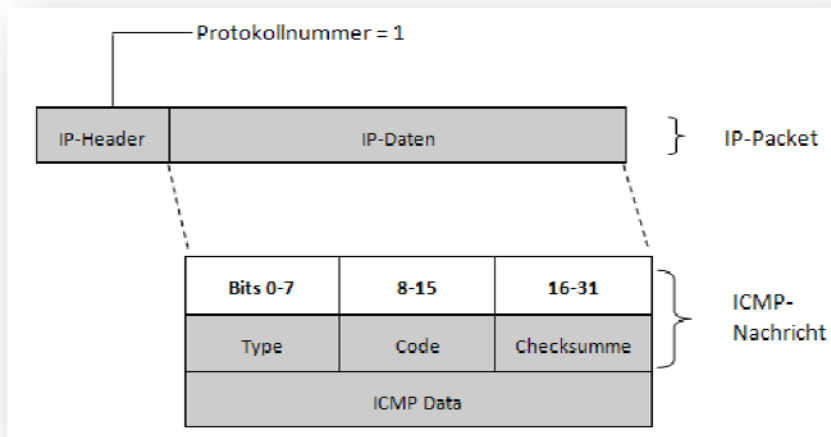 Protokollnummer = 1
IP-Header IP-Daten IP-Packet
Bits 0-7 8-15 16-31
ICMP-
Nachricht
Type Code Checksumme
ICMP Data